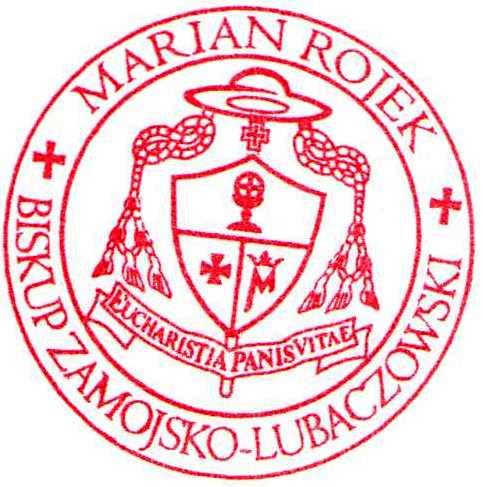 MARIAN ROJEK
EUCHARISTIA PANIS VITAE
BISKUP ZAMOJSKO-LUBACZOWSKI